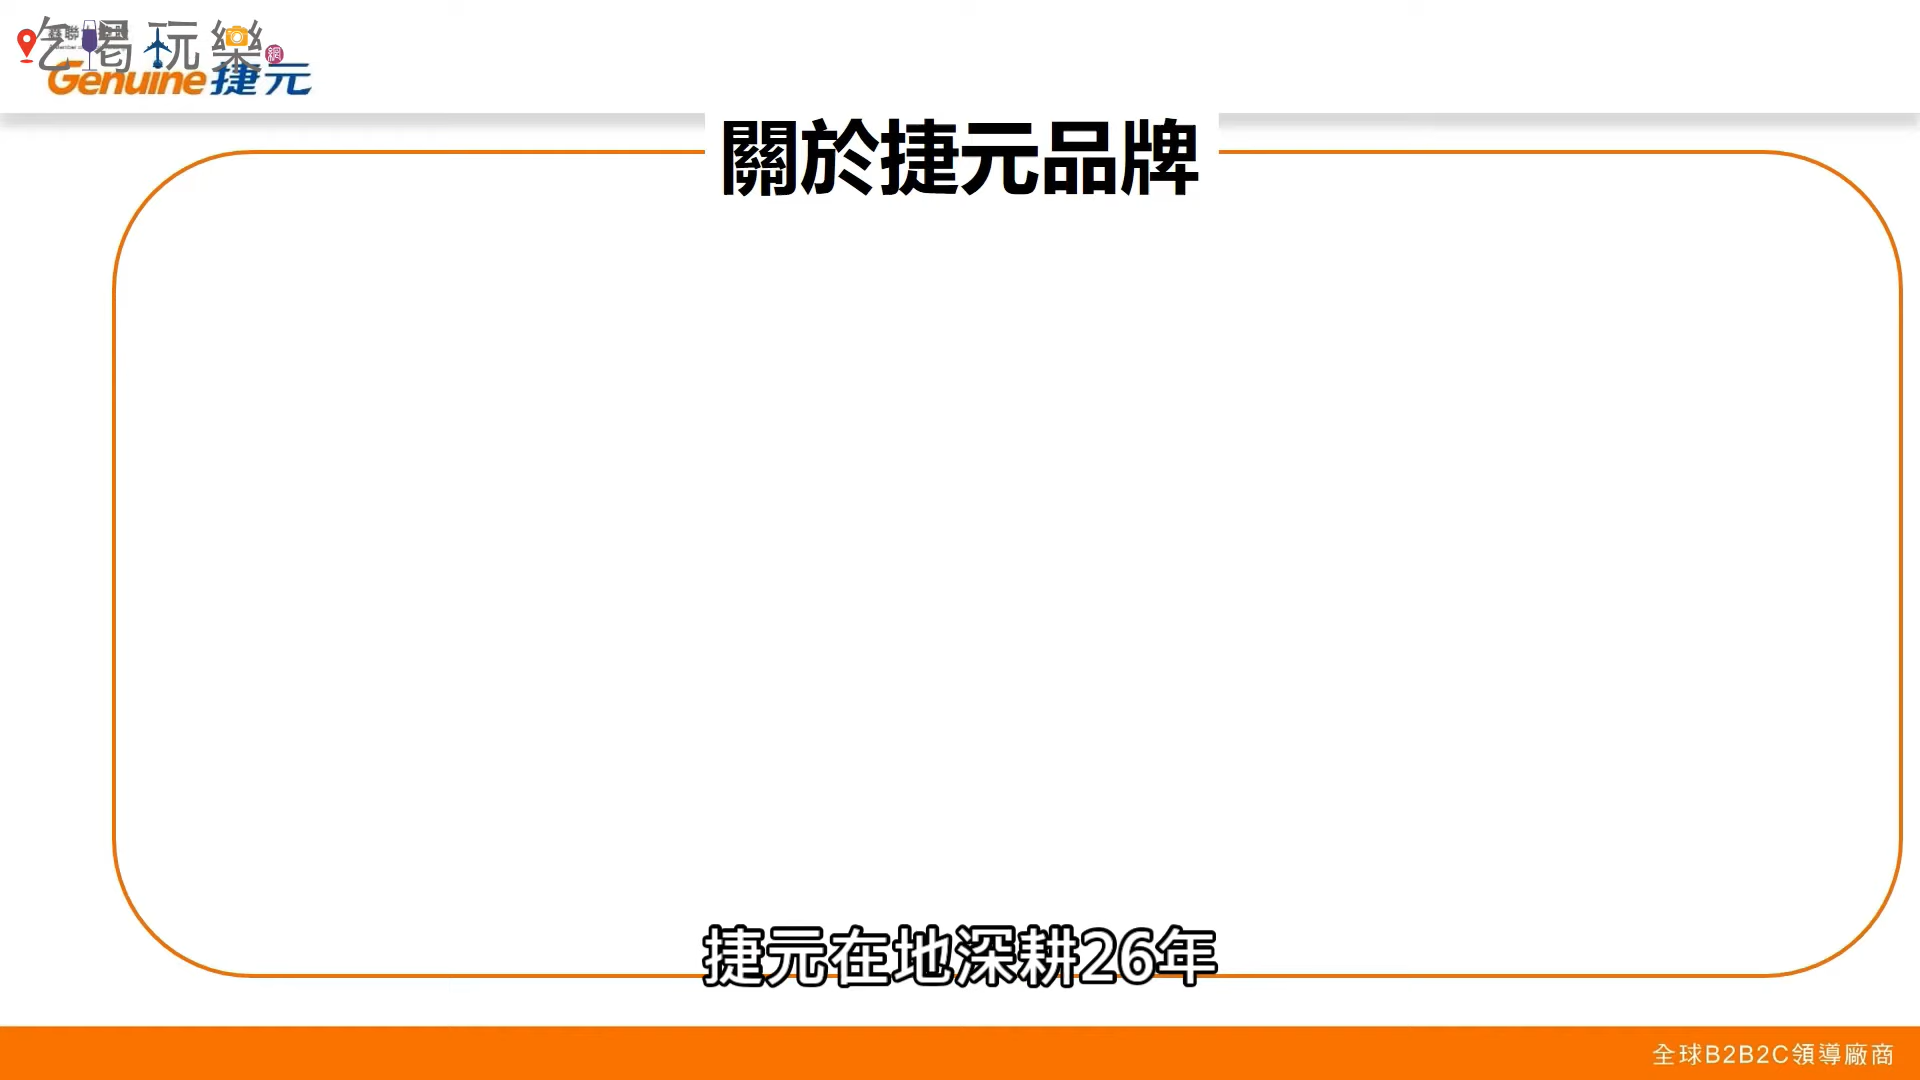 吃喝玩樂網
Genuine捷元
關於捷元品牌
捷元在地深耕26年
全球B2B2C領導廠商